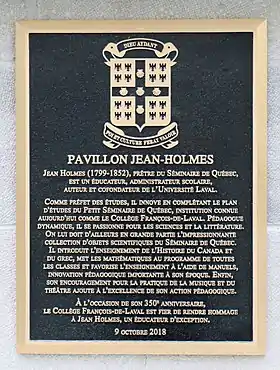 DIEU AYDANT
FOI ET CULTURE FERAY VALOIR
PAVILLON JEAN-HOLMES
JEAN HOLMES (1799-1852), PRÊTRE DU SÉMINAIRE DE QUÉBEC,
EST UN ÉDUCATEUR, ADMINISTRATEUR SCOLAIRE,
AUTEUR ET COFONDATEUR DE L'UNIVERSITÉ LAVAL.
COMME PRÉFET DES ÉTUDES, IL INNOVE EN COMPLÉTANT LE PLAN
D'ÉTUDES DU PETIT SÉMINAIRE DE QUÉBEC, INSTITUTION CONNUE
AUJOURD'HUI COMME LE COLLÈGE FRANÇOIS-DE-LAVAL. PÉDAGOGUE
DYNAMIQUE, IL SE PASSIONNE POUR LES SCIENCES ET LA LITTÉRATURE.
ON LUI DOIT D'AILLEURS EN GRANDE PARTIE L'IMPRESSIONNANTE
COLLECTION D'OBJETS SCIENTIFIQUES DU SÉMINAIRE DE QUÉBEC.
IL INTRODUIT L'ENSEIGNEMENT DE L'HISTOIRE DU CANADA ET
DU GREC, MET LES MATHÉMATIQUES AU PROGRAMME DE TOUTES
LES CLASSES ET FAVORISE L'ENSEIGNEMENT À L'AIDE DE MANUELS,
INNOVATION PÉDAGOGIQUE IMPORTANTE À SON ÉPOQUE. ENFIN,
SON ENCOURAGEMENT POUR LA PRATIQUE DE LA MUSIQUE ET DU
THÉÂTRE AJOUTE À L'EXCELLENCE DE SON ACTION PÉDAGOGIQUE.
À L'OCCASION DE SON 350E ANNIVERSAIRE,
LE COLLÈGE FRANÇOIS-DE-LAVAL EST FIER DE RENDRE HOMMAGE
À JEAN HOLMES, UN ÉDUCATEUR D'EXCEPTION.
9 OCTOBRE 2018